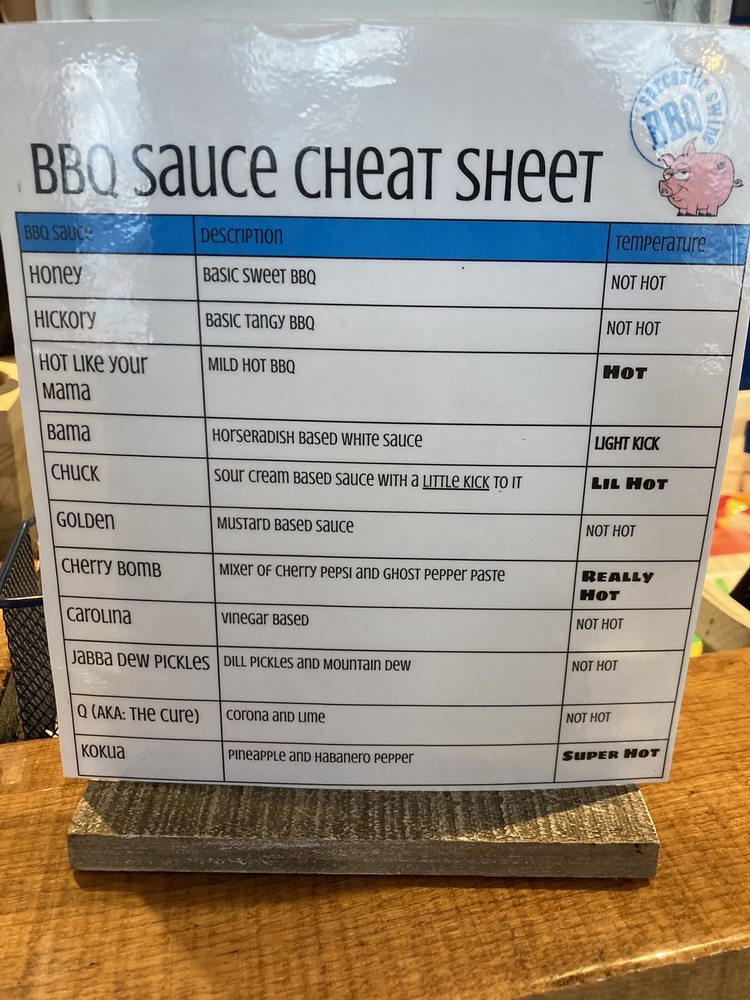 Sarcastic Swine
BBQ
BBQ Sauce CHEAT SHEET
BBQ Sauce DESCRIPTION Temperature
HONEY BASIC SWEET BBQ NOT HOT
HICKORY BASIC TANGY BBQ NOT HOT
HOT LIKE YOUR MILD HOT BBQ HOT
MAMA
BAMA HORSERADISH BASED WHITE SAUCE LIGHT KICK
CHUCK SOUR CREAM BASED SAUCE WITH A LITTLE KICK TO IT LIL HOT
GOLDEN MUSTARD BASED SAUCE NOT HOT
CHERRY BOMB MIXER OF CHERRY PEPSI AND GHOST PEPPER PASTE REALLY
HOT
CAROLINA VINEGAR BASED NOT HOT
JABBA DEW PICKLES DILL PICKLES AND MOUNTAIN DEW NOT HOT
Q (AKA: THE CURE) CORONA AND LIME NOT HOT
KOKUA PINEAPPLE AND HABANERO PEPPER SUPER HOT